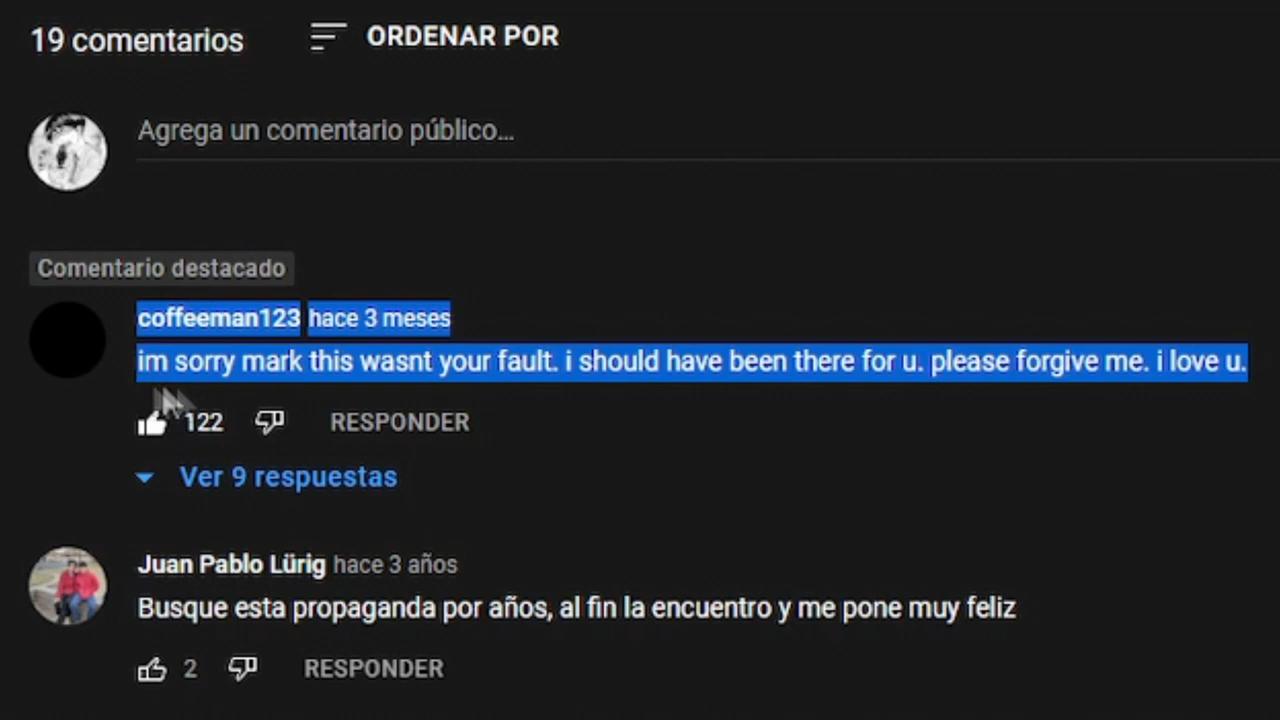 19 comentarios
ORDENAR POR
Agrega un comentario público...
Comentario destacado
coffeeman123 hace 3 meses
im sorry mark this wasnt your fault. i should have been there for u. please forgive me. i love u.
122 RESPONDER
Ver 9 respuestas
Juan Pablo Lürig hace 3 años
Busque esta propaganda por años, al fin la encuentro y me pone muy feliz
2 RESPONDER